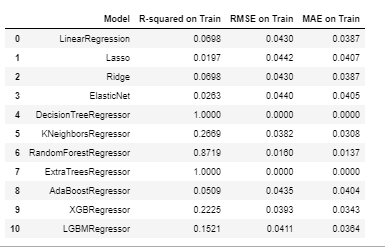 Model R-squared on Train RMSE on Train MAE on Train
0 LinearRegression 0.0698 0.0430 0.0387
1 Lasso 0.0197 0.0442 0.0407
2 Ridge 0.0698 0.0430 0.0387
3 ElasticNet 0.0263 0.0440 0.0405
4 DecisionTreeRegressor 1.0000 0.0000 0.0000
5 KNeighborsRegressor 0.2669 0.0382 0.0308
6 RandomForestRegressor 0.8719 0.0160 0.0137
7 ExtraTreesRegressor 1.0000 0.0000 0.0000
8 AdaBoostRegressor 0.0509 0.0435 0.0404
9 XGBRegressor 0.2225 0.0393 0.0343
10 LGBMRegressor 0.1521 0.0411 0.0364